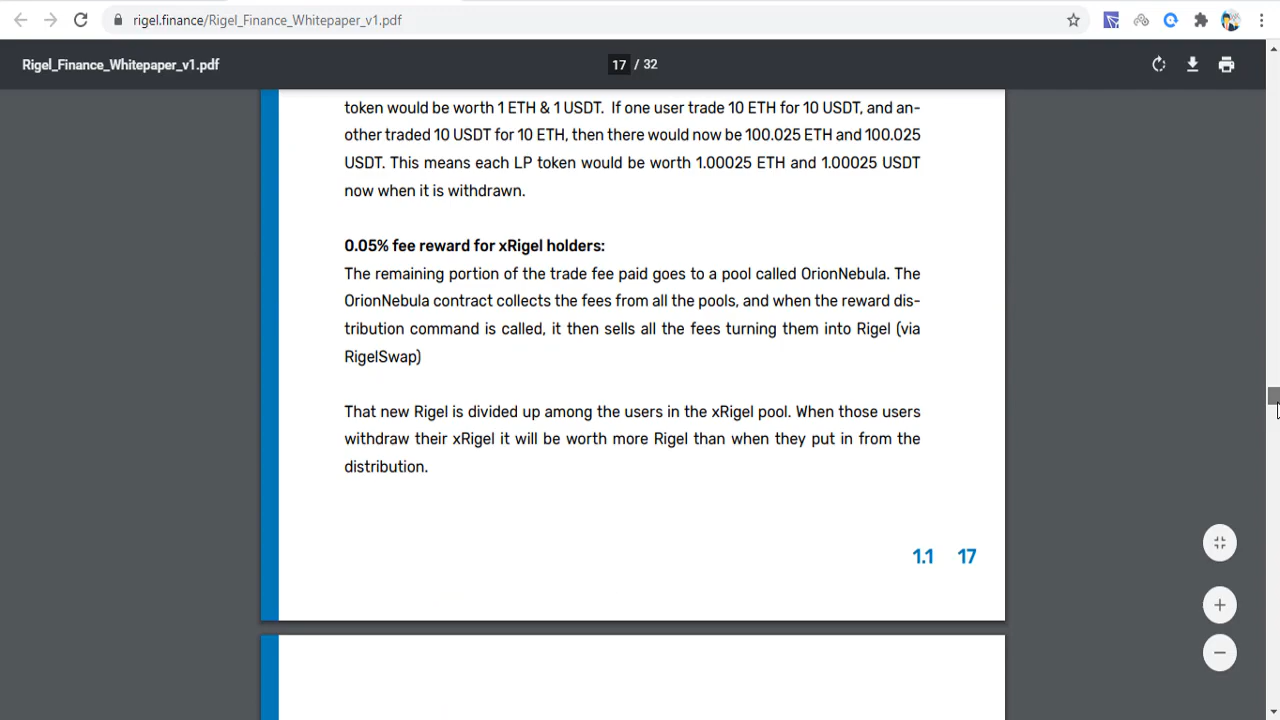 rigel.finance/Rigel_Finance_Whitepaper_v1.pdf
Rigel_Finance_Whitepaper_v1.pdf
17 / 32
token would be worth 1 ETH & 1 USDT. If one user trade 10 ETH for 10 USDT, and an-
other traded 10 USDT for 10 ETH, then there would now be 100.025 ETH and 100.025
USDT. This means each LP token would be worth 1.00025 ETH and 1.00025 USDT
now when it is withdrawn.
0.05% fee reward for xRigel holders:
The remaining portion of the trade fee paid goes to a pool called OrionNebula. The
OrionNebula contract collects the fees from all the pools, and when the reward dis-
tribution command is called, it then sells all the fees turning them into Rigel (via
RigelSwap)
That new Rigel is divided up among the users in the xRigel pool. When those users
withdraw their xRigel it will be worth more Rigel than when they put in from the
distribution.
1.1 17